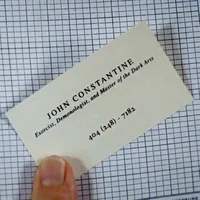 JOHN CONSTANTINE
Exorcist, Demonologist, and Master of the Dark Arts
404 (248) - 7182